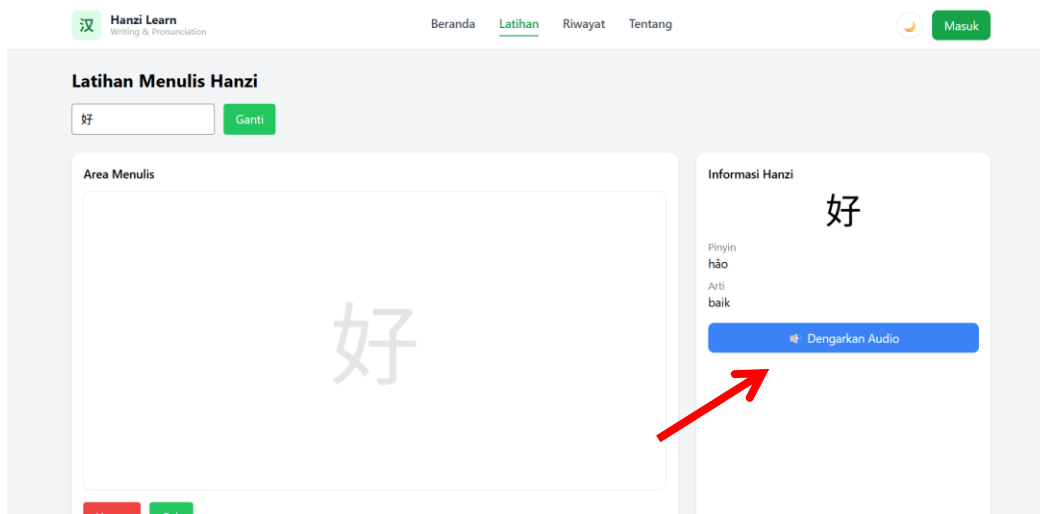 汉
Hanzi Learn
Writing & Pronunciation
Beranda Latihan Riwayat Tentang
Masuk
Latihan Menulis Hanzi
好
Ganti
Area Menulis
好
Informasi Hanzi
好
Pinyin
hǎo
Arti
baik
Dengarkan Audio